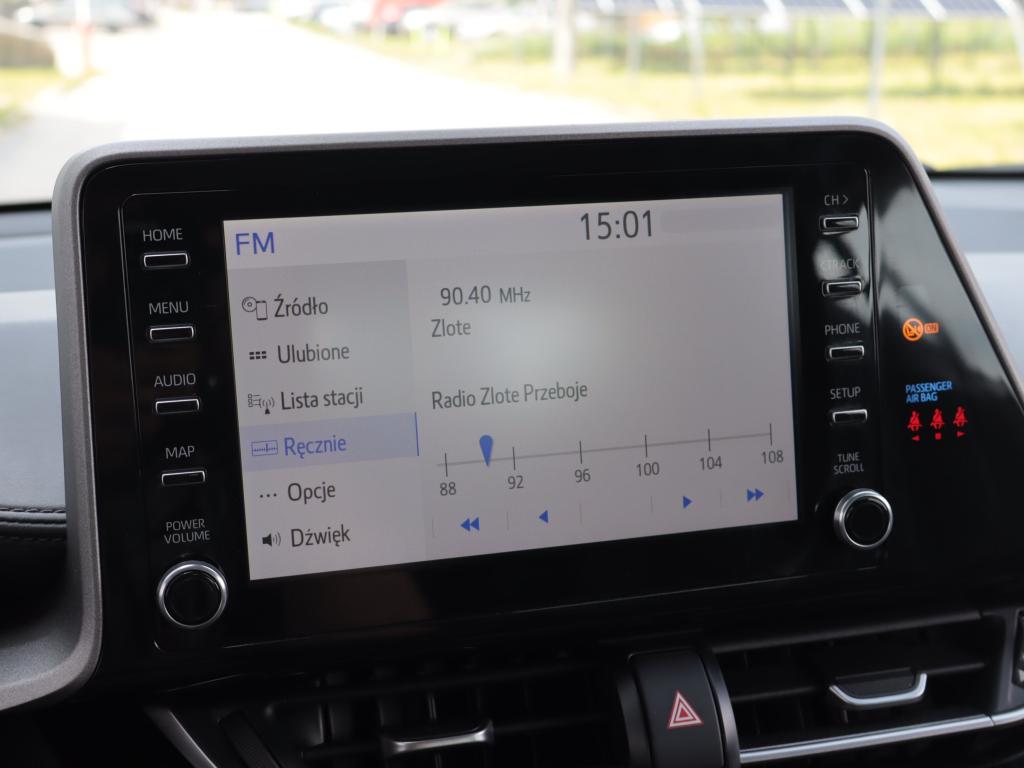 HOME
MENU
AUDIO
MAP
POWER
VOLUME
FM
15:01
Źródło
Ulubione
Lista stacji
Ręcznie
Opcje
Dźwięk
90.40 MHz
Zlote
Radio Zlote Przeboje
88 92 96 100 104 108
CH >
<TRACK
PHONE
SETUP
TUNE
SCROLL
ON
PASSENGER
AIR BAG